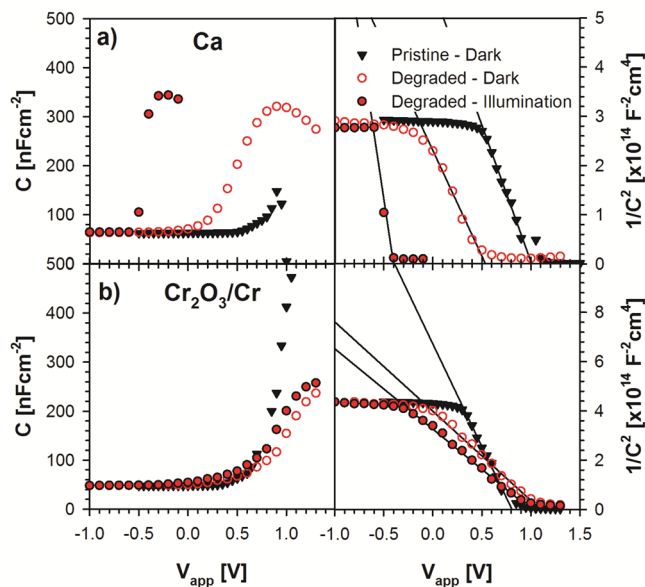 a) Ca
Pristine - Dark
Degraded - Dark
Degraded - Illumination
C [nFcm-2]
500
400
300
200
100
5
4
3
2
1
0
1/C2 [x1014 F-2cm4]
b) Cr2O3/Cr
C [nFcm-2]
500
400
300
200
100
0
8
6
4
2
0
1/C2 [x1014 F-2cm4]
-1.0 -0.5 0.0 0.5 1.0 -1.0 -0.5 0.0 0.5 1.0 1.5
Vapp [V] Vapp [V]